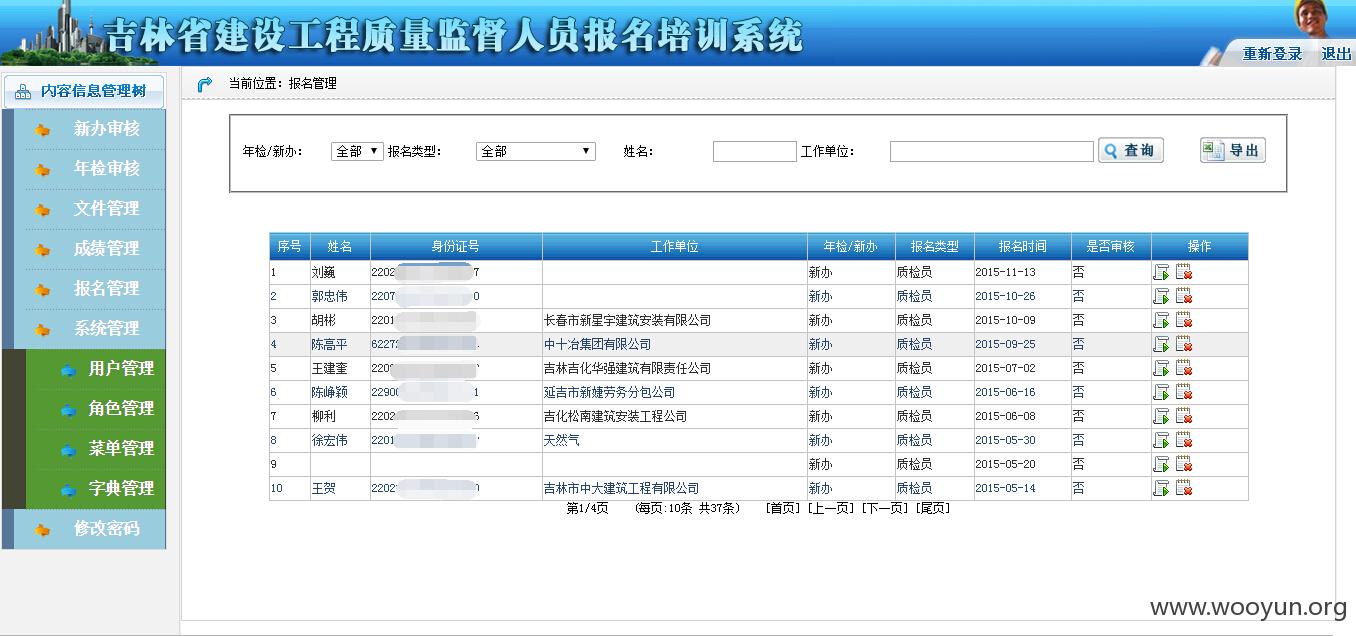 吉林省建设工程质量监督人员报名培训系统
重新登录 退出
内容信息管理树
当前位置：报名管理
新办审核
年检审核
文件管理
成绩管理
报名管理
系统管理
用户管理
角色管理
菜单管理
字典管理
修改密码
年检/新办： 全部 报名类型： 全部 姓名： 工作单位： 查询 导出
序号 姓名 身份证号 工作单位 年检/新办 报名类型 报名时间 是否审核 操作
1 刘巍 2202 7 新办 质检员 2015-11-13 否
2 郭忠伟 2207 0 新办 质检员 2015-10-26 否
3 胡彬 2201 长春市新星宇建筑安装有限公司 新办 质检员 2015-10-09 否
4 陈高平 6227 中十冶集团有限公司 新办 质检员 2015-09-25 否
5 王建奎 220 吉林吉化华强建筑有限责任公司 新办 质检员 2015-07-02 否
6 陈峥颖 2290 1 延吉市新婕劳务分包公司 新办 质检员 2015-06-16 否
7 柳利 2202 6 吉化松南建筑安装工程公司 新办 质检员 2015-06-08 否
8 徐宏伟 2201 天然气 新办 质检员 2015-05-30 否
9 新办 质检员 2015-05-20 否
10 王贺 2202 0 吉林市中大建筑工程有限公司 新办 质检员 2015-05-14 否
第1/4页 (每页:10条 共37条) [首页] [上一页] [下一页] [尾页]
www.wooyun.org